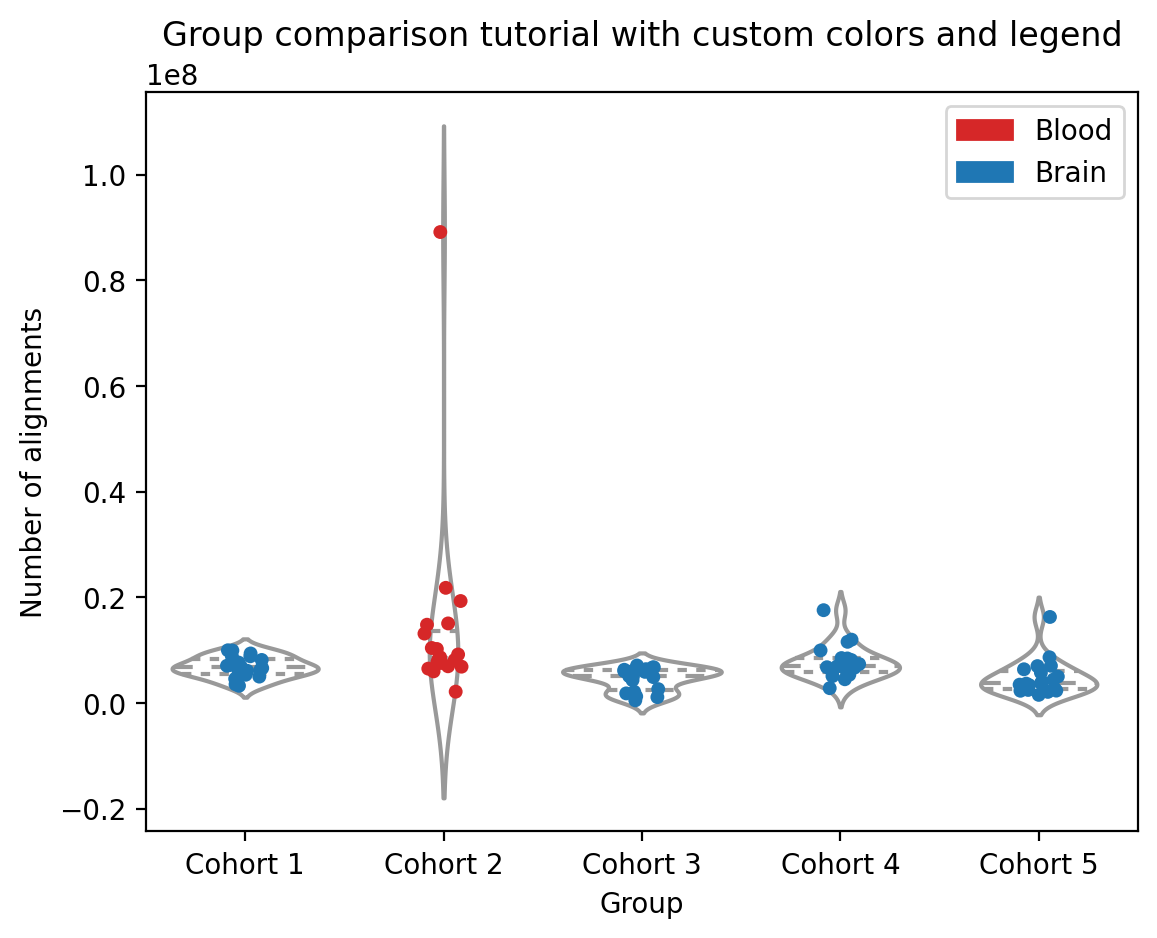 Group comparison tutorial with custom colors and legend
1e8
Blood
Brain
1.0
0.8
0.6
0.4
0.2
0.0
−0.2
Number of alignments
Cohort 1 Cohort 2 Cohort 3 Cohort 4 Cohort 5
Group